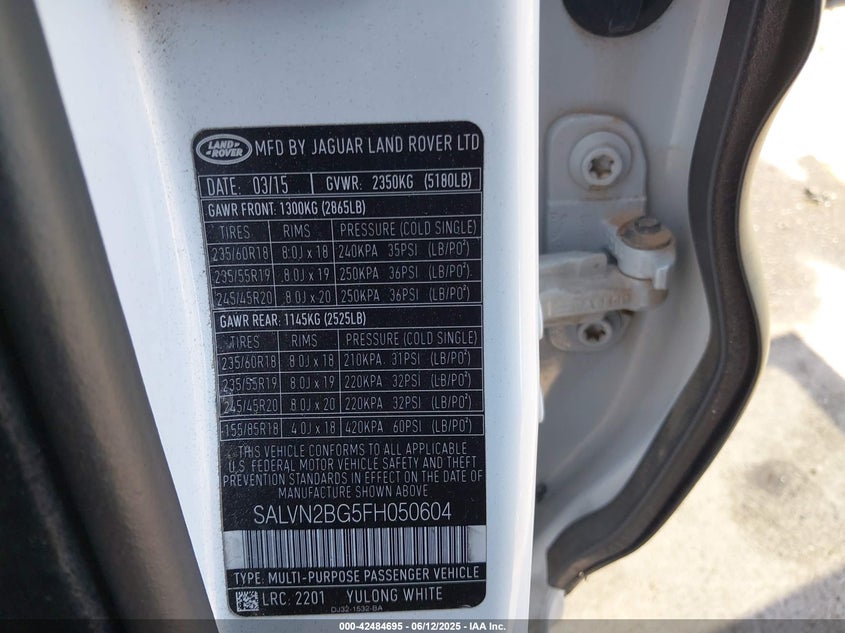 LAND ROVER MFD BY JAGUAR LAND ROVER LTD
DATE: 03/15 GVWR: 2350KG (5180LB)
GAWR FRONT: 1300KG (2865LB)
TIRES RIMS PRESSURE (COLD SINGLE)
235/60R18 8.0J x 18 240KPA 35PSI (LB/PO²)
235/55R19 8.0J x 19 250KPA 36PSI (LB/PO²)
245/45R20 8.0J x 20 250KPA 36PSI (LB/PO²)
GAWR REAR: 1145KG (2525LB)
TIRES RIMS PRESSURE (COLD SINGLE)
235/60R18 8.0J x 18 210KPA 31PSI (LB/PO²)
235/55R19 8.0J x 19 220KPA 32PSI (LB/PO²)
245/45R20 8.0J x 20 220KPA 32PSI (LB/PO²)
155/85R18 4.0J x 18 420KPA 60PSI (LB/PO²)
THIS VEHICLE CONFORMS TO ALL APPLICABLE
U.S. FEDERAL MOTOR VEHICLE SAFETY AND THEFT
PREVENTION STANDARDS IN EFFECT ON THE DATE OF
MANUFACTURE SHOWN ABOVE
SALVN2BG5FH050604
TYPE: MULTI-PURPOSE PASSENGER VEHICLE
LRC: 2201 YULONG WHITE
DJ32-1532-BA
000-42484695 - 06/12/2025 - IAA Inc.